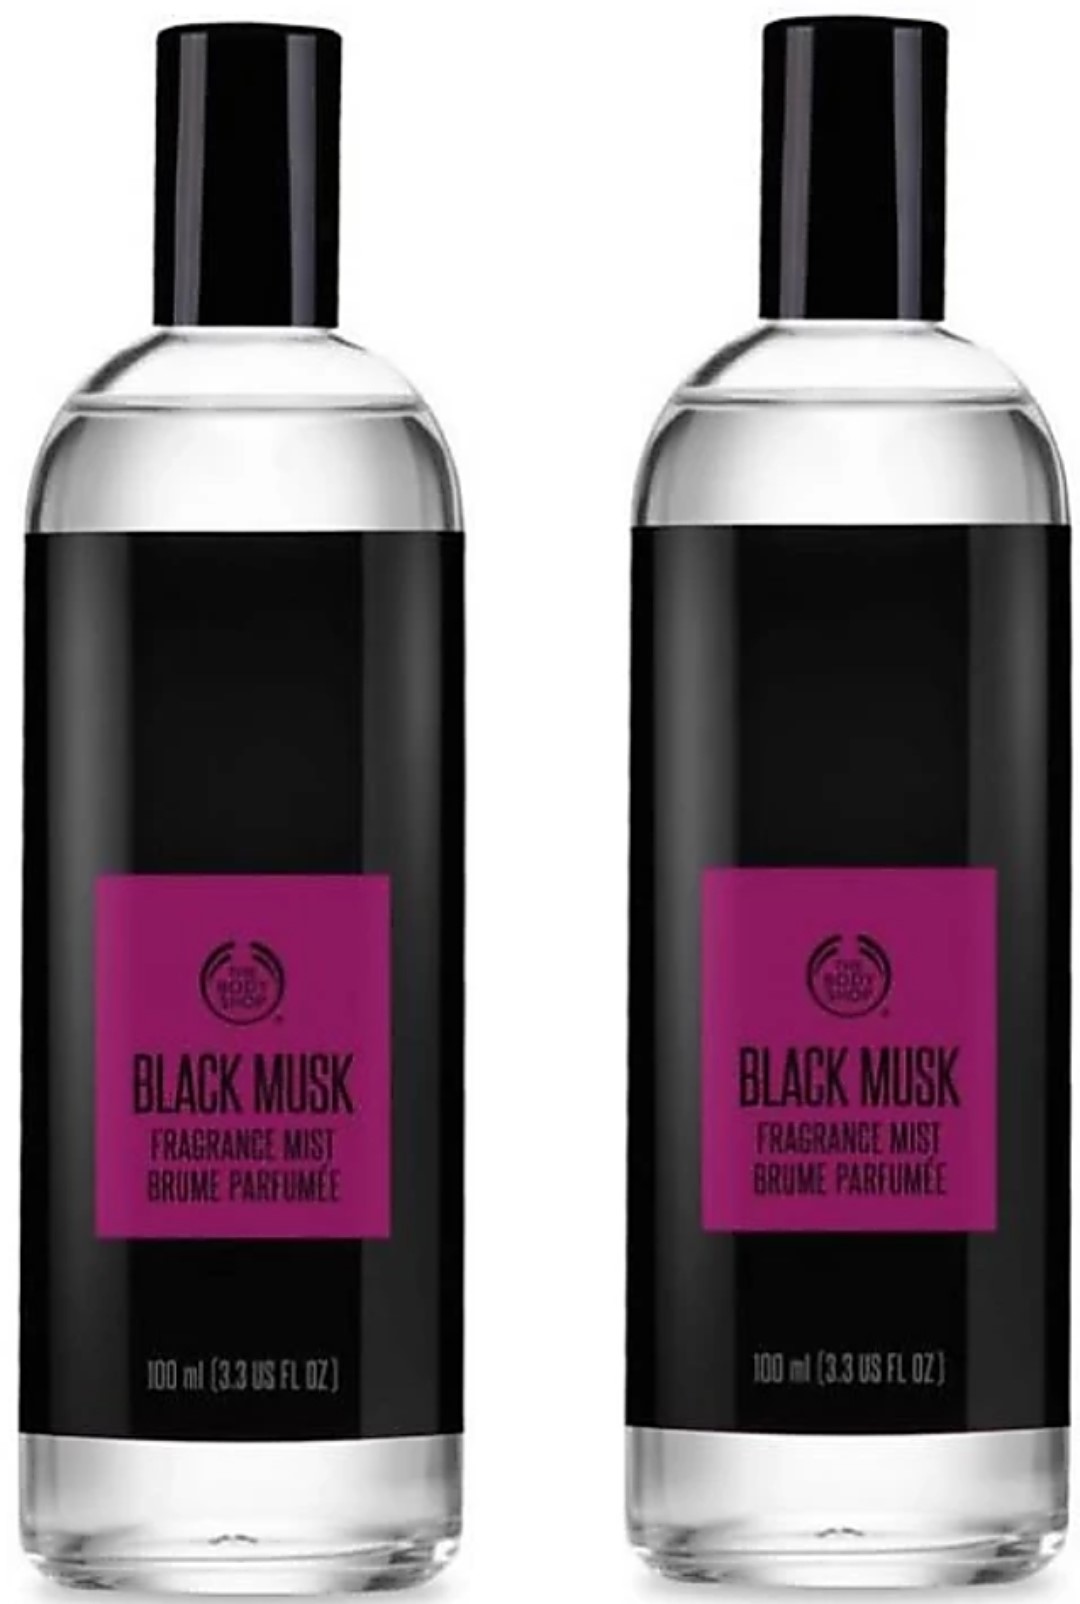 THE
BODY
SHOP
BLACK MUSK
FRAGRANCE MIST
BRUME PARFUMÉE
100 ml (3.3 US FL OZ)
THE
BODY
SHOP
BLACK MUSK
FRAGRANCE MIST
BRUME PARFUMÉE
100 ml (3.3 US FL OZ)